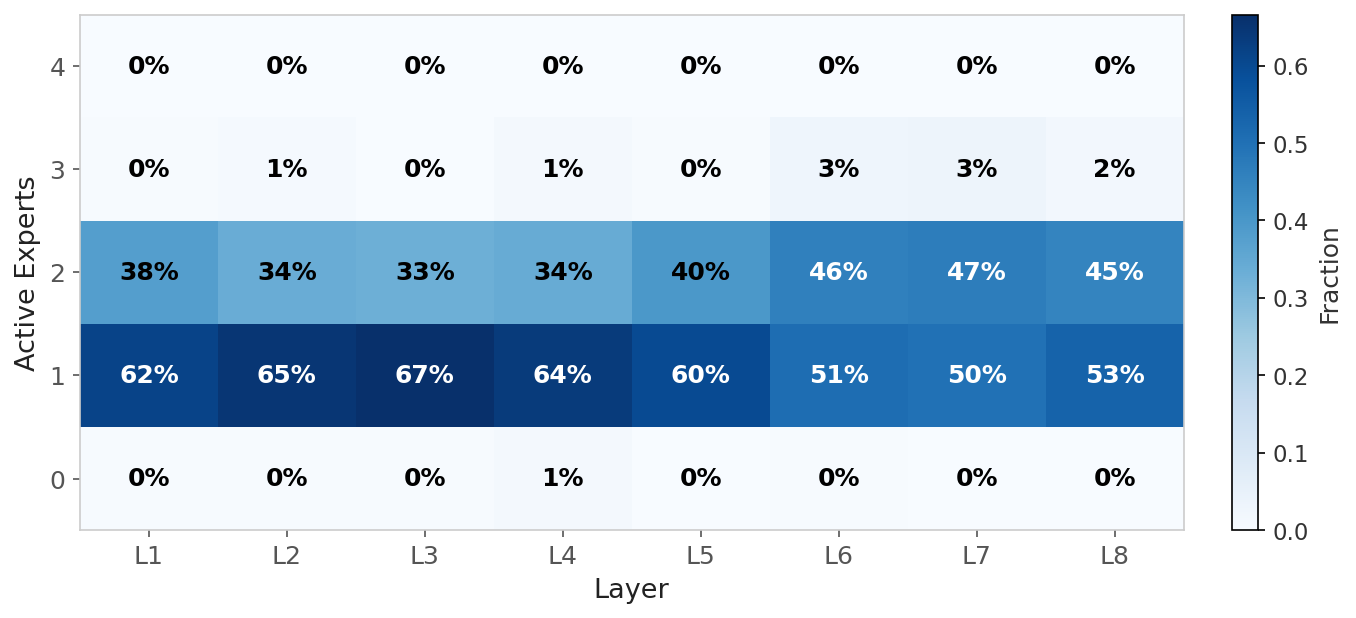 4 0% 0% 0% 0% 0% 0% 0% 0%
3 0% 1% 0% 1% 0% 3% 3% 2%
2 38% 34% 33% 34% 40% 46% 47% 45%
1 62% 65% 67% 64% 60% 51% 50% 53%
0 0% 0% 0% 1% 0% 0% 0% 0%
L1 L2 L3 L4 L5 L6 L7 L8
Layer
Active Experts
0.6
0.5
0.4
0.3
0.2
0.1
0.0
Fraction